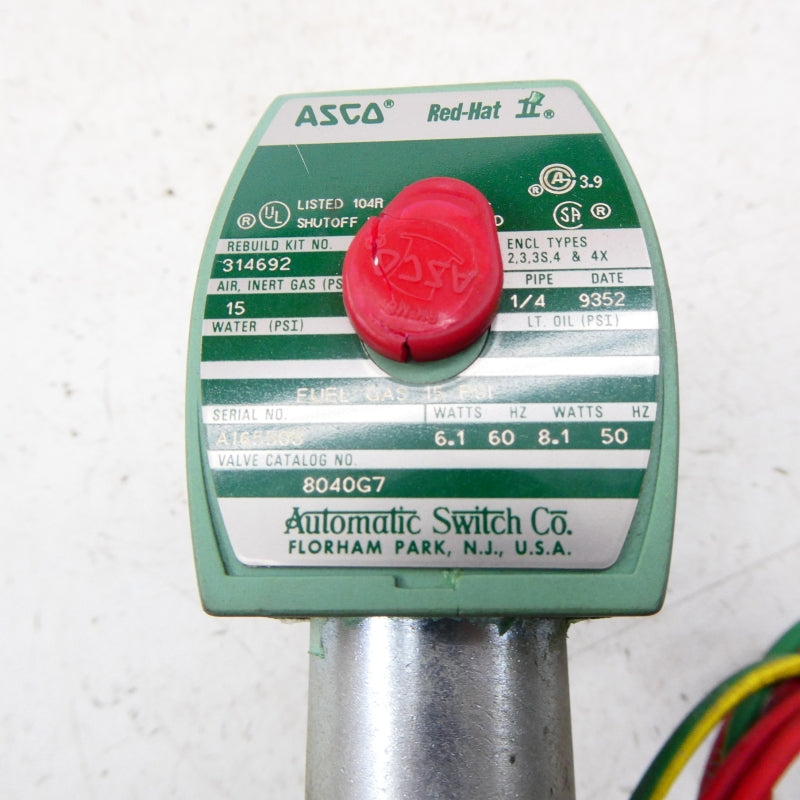 ASCO® Red-Hat II®
® UL LISTED 104R
SHUTOFF
® CGA 3.9
SA ®
REBUILD KIT NO.
314692
ENCL TYPES
2,3,3S,4 & 4X
AIR, INERT GAS (PS
15
PIPE DATE
1/4 9352
WATER (PSI)
LT. OIL (PSI)
ASCO
FUEL GAS 15 PSI
SERIAL NO.
WATTS HZ WATTS HZ
6.1 60 8.1 50
VALVE CATALOG NO.
8040G7
Automatic Switch Co.
FLORHAM PARK, N.J., U.S.A.